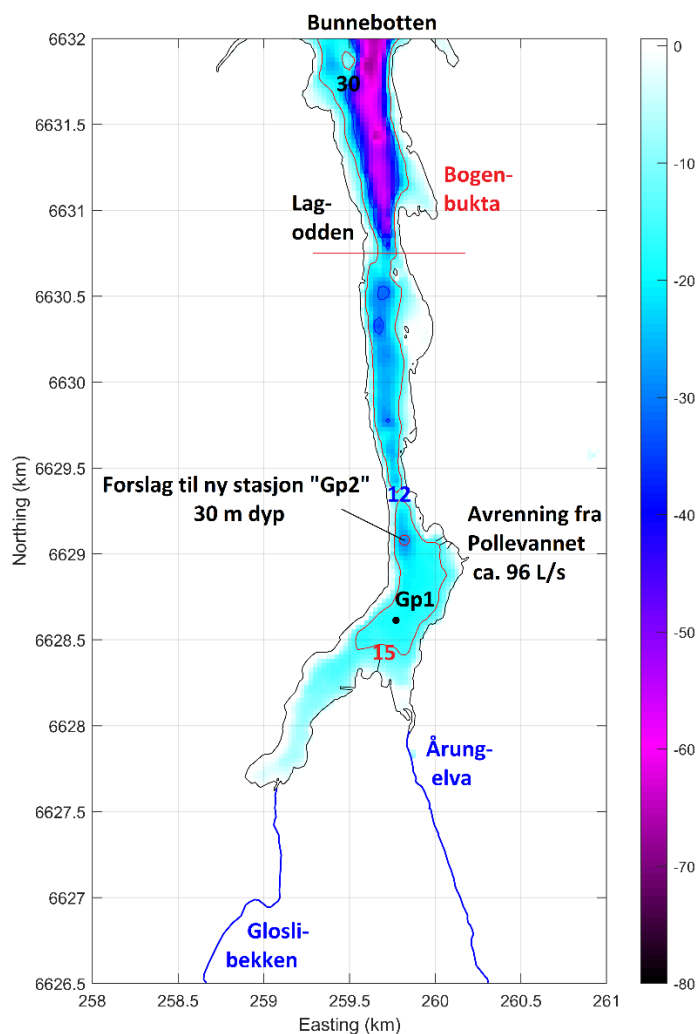 Bunnebotten
6632
30
6631.5
Bogen-
bukta
Lag-
odden
6631
6630.5
6630
6629.5
12
Forslag til ny stasjon "Gp2"
30 m dyp
Avrenning fra
Pollevannet
ca. 96 L/s
6629
Gp1
6628.5
15
6628
Årung-
elva
6627.5
6627
Glosli-
bekken
6626.5
258
258.5
259
259.5
260
260.5
261
Easting (km)
Northing (km)
0
-10
-20
-30
-40
-50
-60
-70
-80